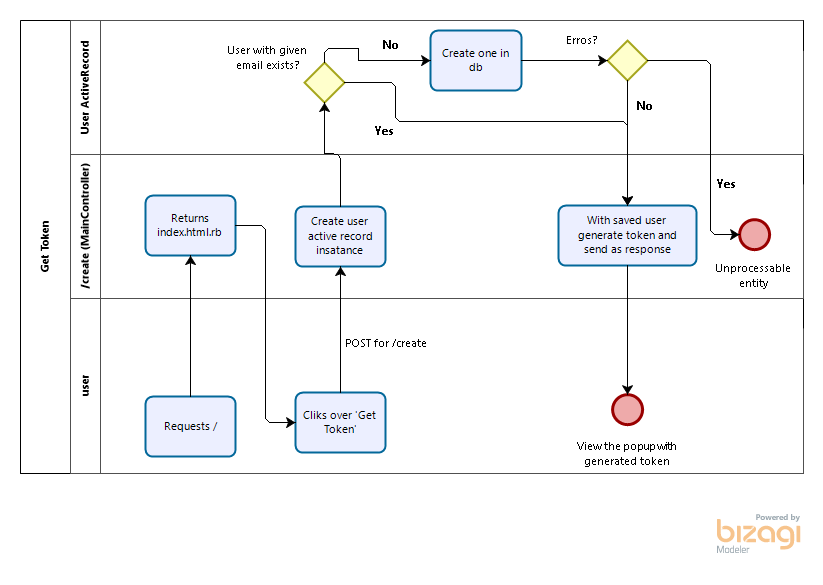 Get Token
User ActiveRecord
User with given
email exists?
No
Create one in
db
Erros?
No
Yes
Yes
/create (MainController)
Returns
index.html.rb
Create user
active record
insatance
With saved user
generate token and
send as response
Unprocessable
entity
POST for /create
user
Requests /
Cliks over 'Get
Token'
View the popup with
generated token
Powered by
bizagi
Modeler